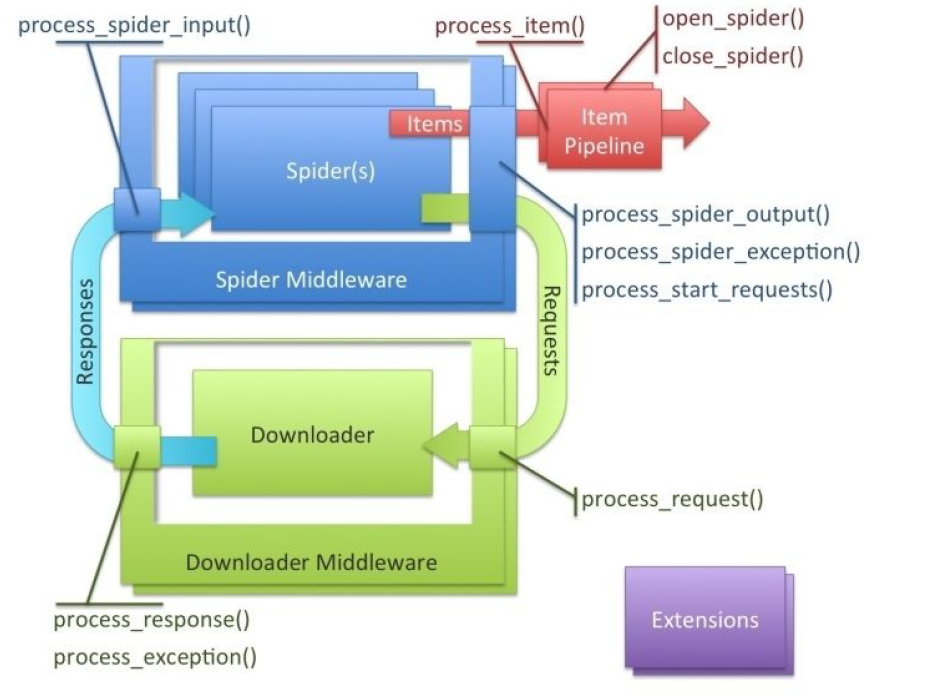 process_spider_input()
process_item()
open_spider()
close_spider()
Items
Item
Pipeline
Spider(s)
process_spider_output()
process_spider_exception()
process_start_requests()
Spider Middleware
Responses
Requests
Downloader
process_request()
Downloader Middleware
process_response()
process_exception()
Extensions